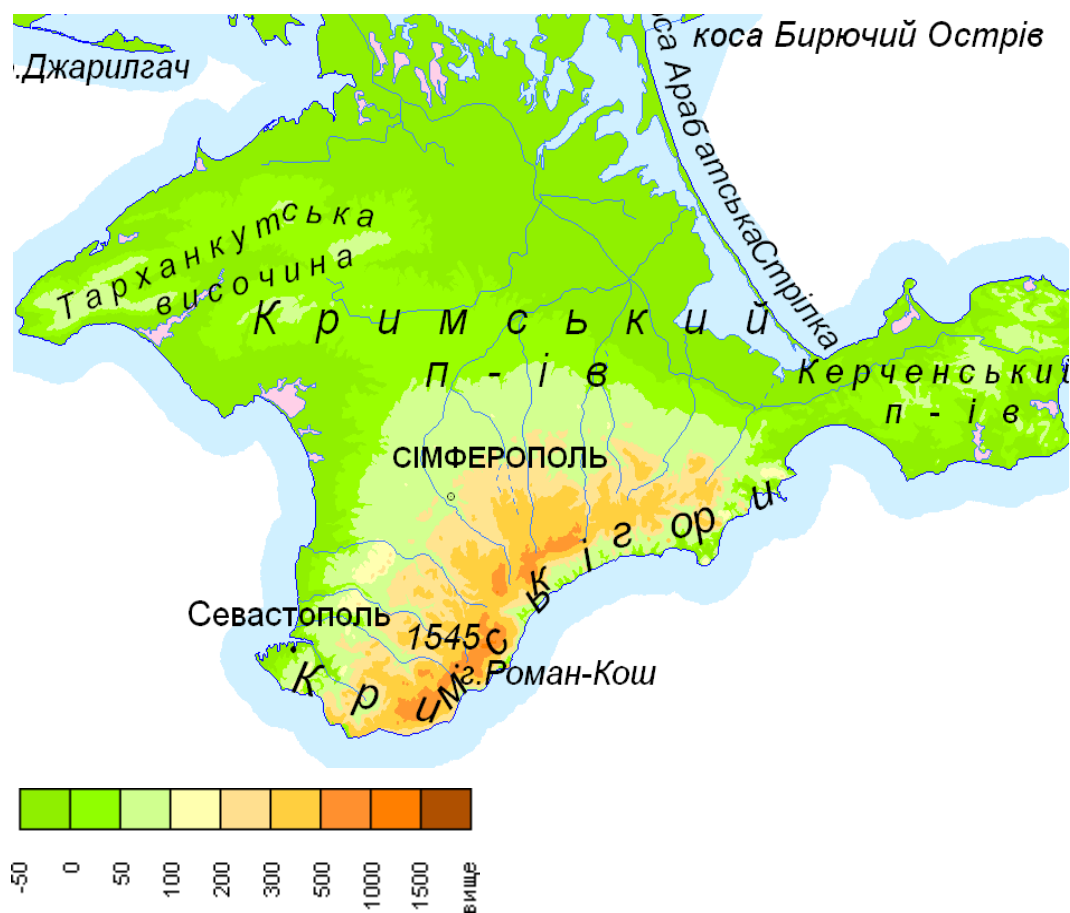 коса Бирючий Острів
.Джарилгач
оса Арабатська Стрілка
Тарханкутська
височина
Кримський
п-ів
Керченський
п-ів
СІМФЕРОПОЛЬ
Севастополь
1545
г.Роман-Кош
Кримські гори
-50
0
50
100
200
300
500
1000
1500
вище